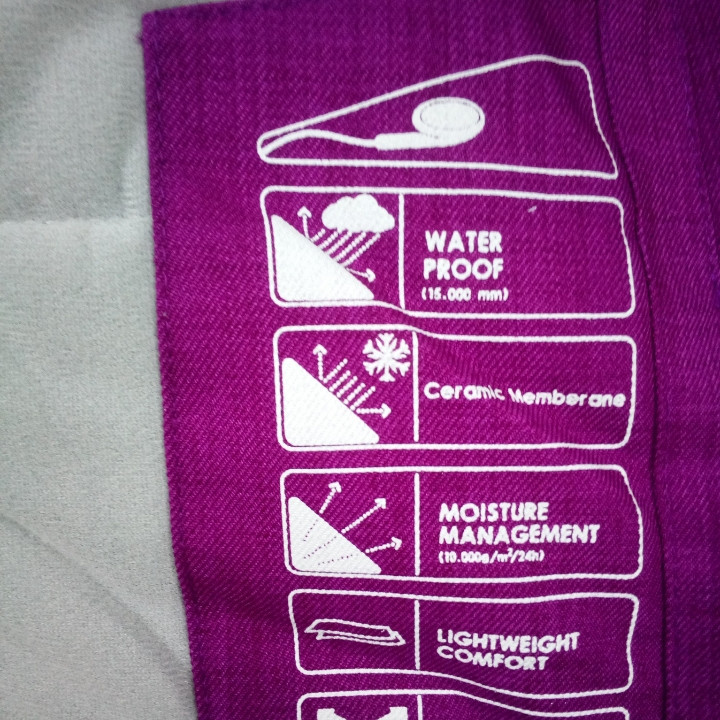 WATER
PROOF
(15.000 mm)
Ceramic Memberane
MOISTURE
MANAGEMENT
(10.000g/m²/24h)
LIGHTWEIGHT
COMFORT